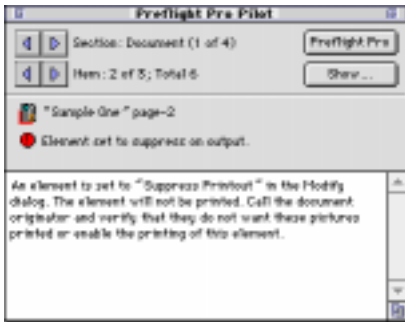 Preflight Pro Pilot
Section: Document (1 of 4)
Preflight Pro
Item: 2 of 3; Total 6
Show...
"Sample One" page-2
Element set to suppress on output.
An element is set to "Suppress Printout" in the Modify
dialog. The element will not be printed. Call the document
originator and verify that they do not want these pictures
printed or enable the printing of this element.